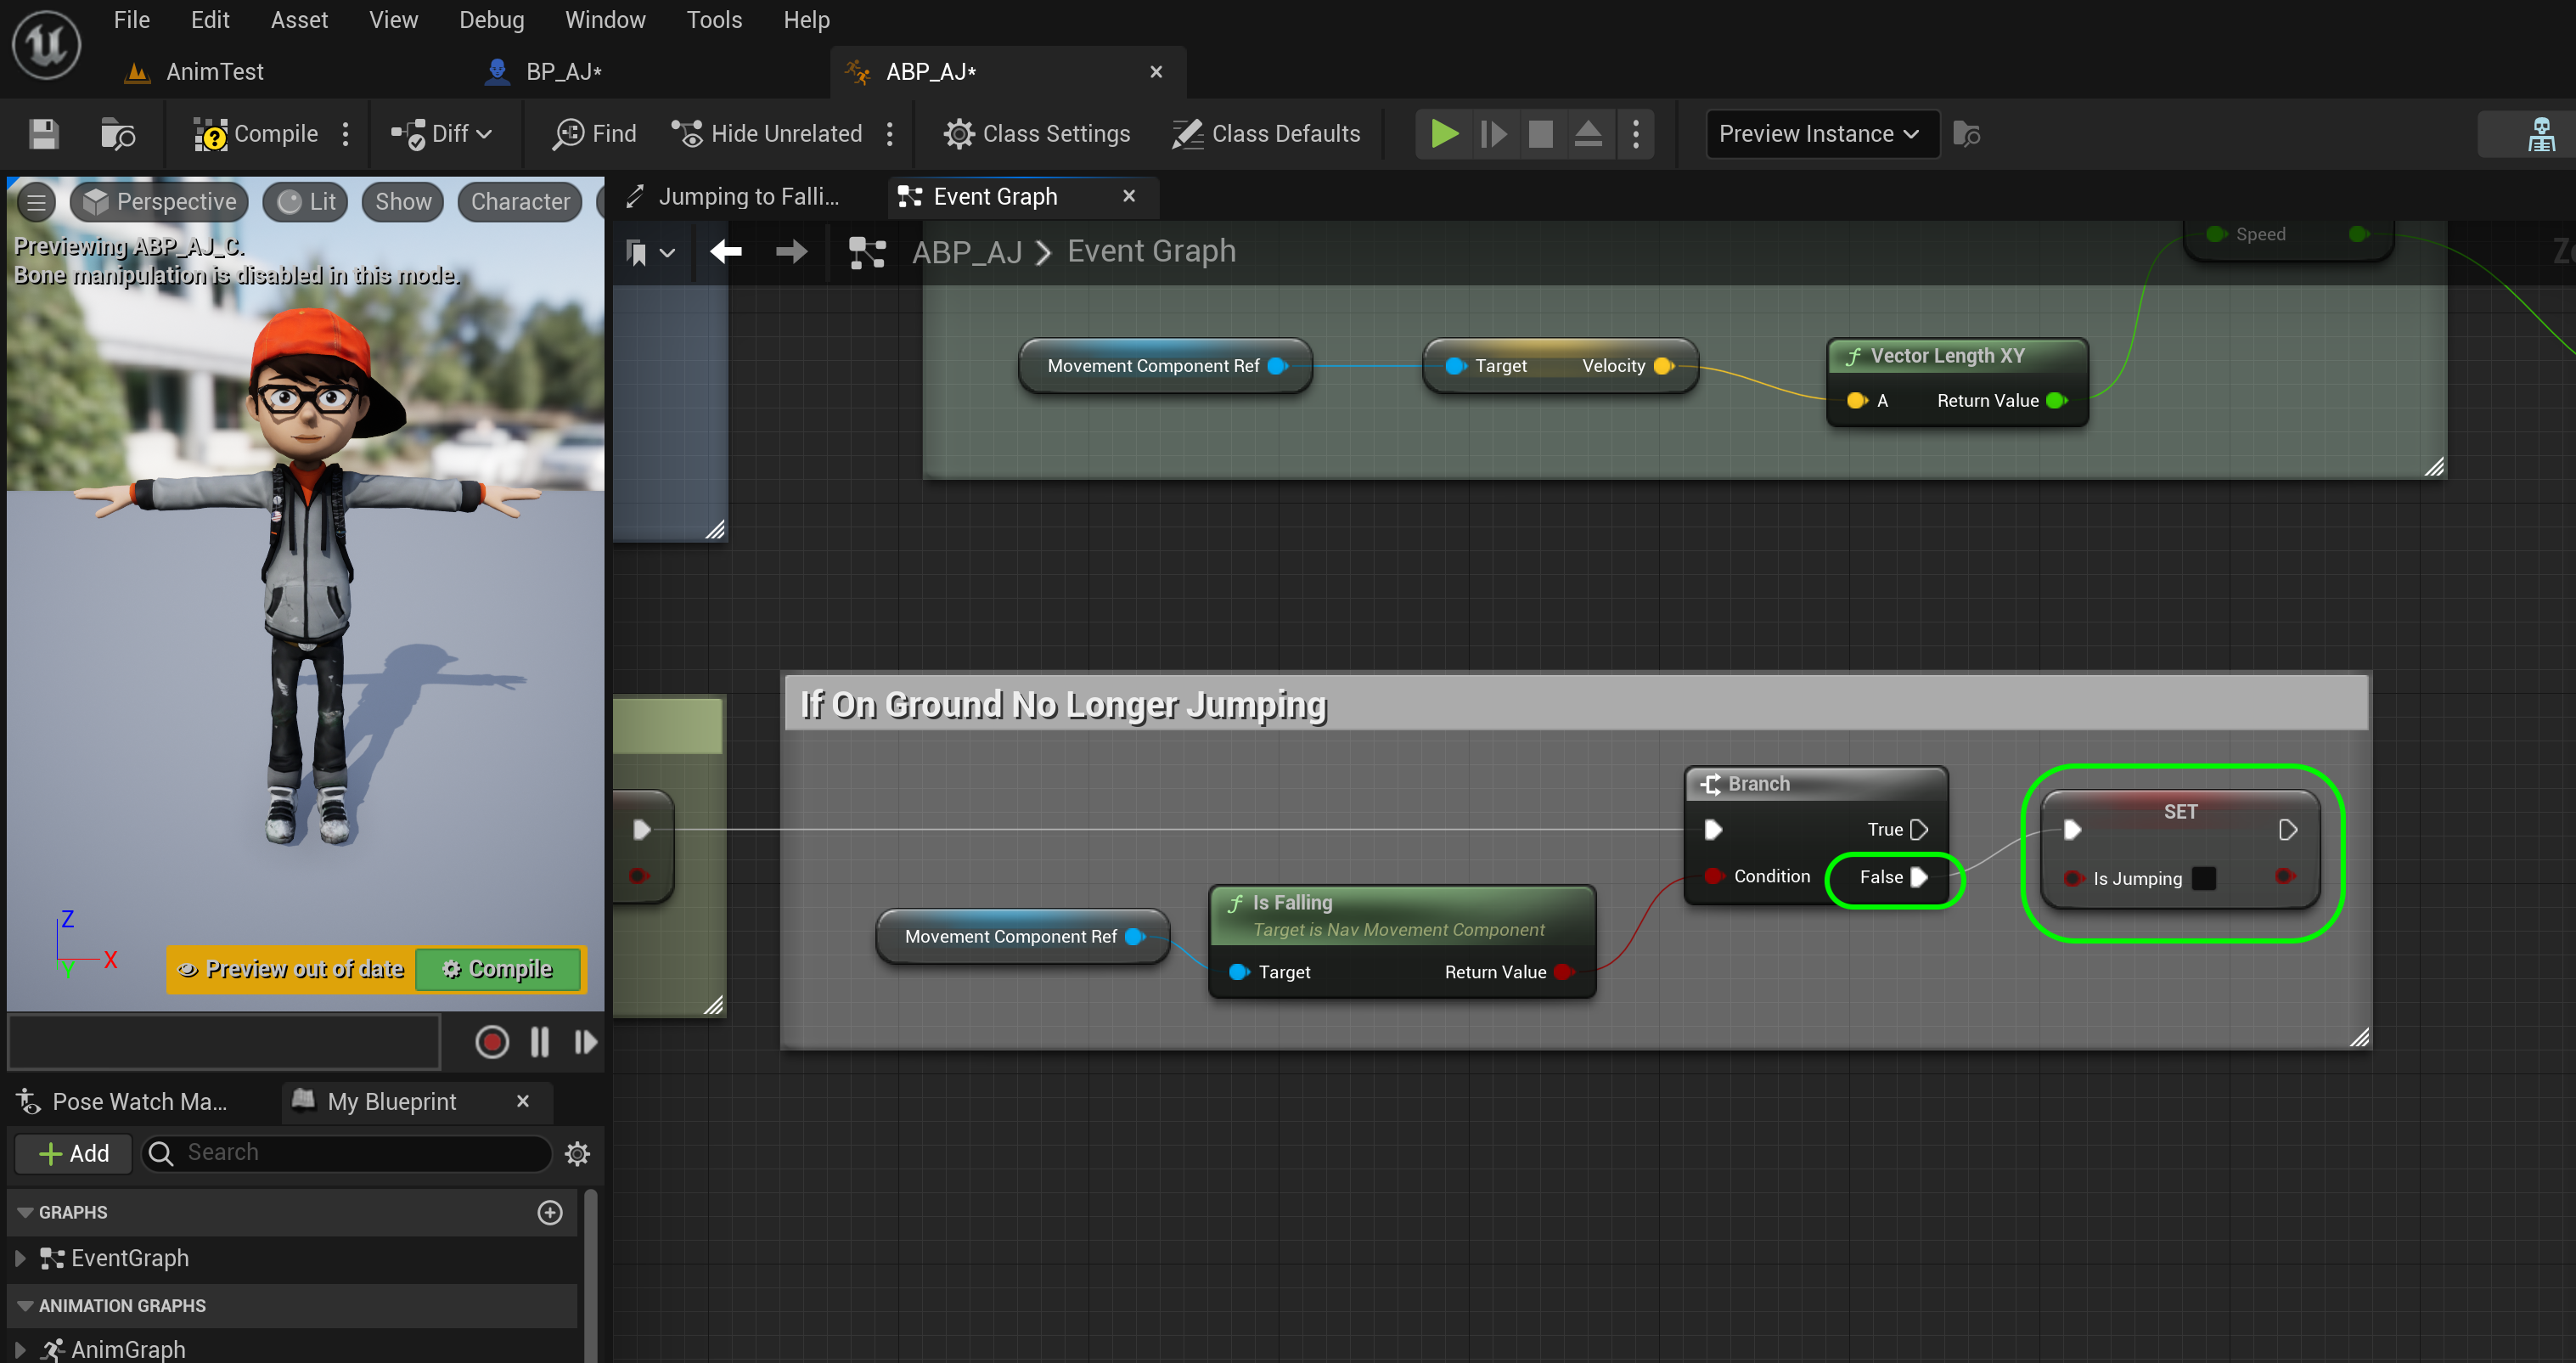 File Edit Asset View Debug Window Tools Help
AnimTest BP_AJ* ABP_AJ*
Compile Diff Find Hide Unrelated Class Settings Class Defaults Preview Instance
Perspective Lit Show Character
Jumping to Falli... Event Graph
Previewing ABP_AJ_C.
Bone manipulation is disabled in this mode.
ABP_AJ > Event Graph
Speed
Movement Component Ref
Target Velocity
Vector Length XY
A Return Value
If On Ground No Longer Jumping
Branch
True
Condition False
SET
Is Jumping
Movement Component Ref
Is Falling
Target is Nav Movement Component
Target Return Value
Z
X
Y
Preview out of date Compile
Pose Watch Ma... My Blueprint
Add Search
GRAPHS
EventGraph
ANIMATION GRAPHS
AnimGraph